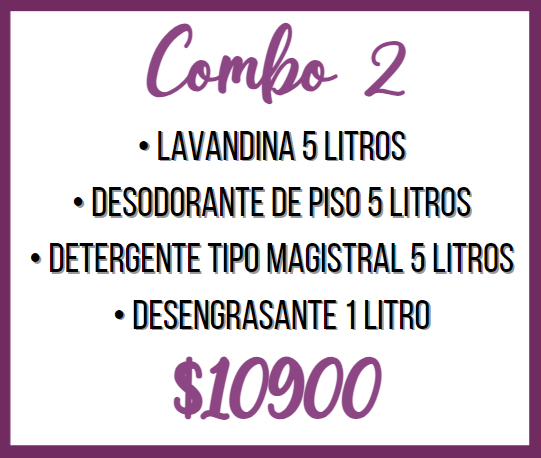 Combo 2
• LAVANDINA 5 LITROS
• DESODORANTE DE PISO 5 LITROS
• DETERGENTE TIPO MAGISTRAL 5 LITROS
• DESENGRASANTE 1 LITRO
$10900